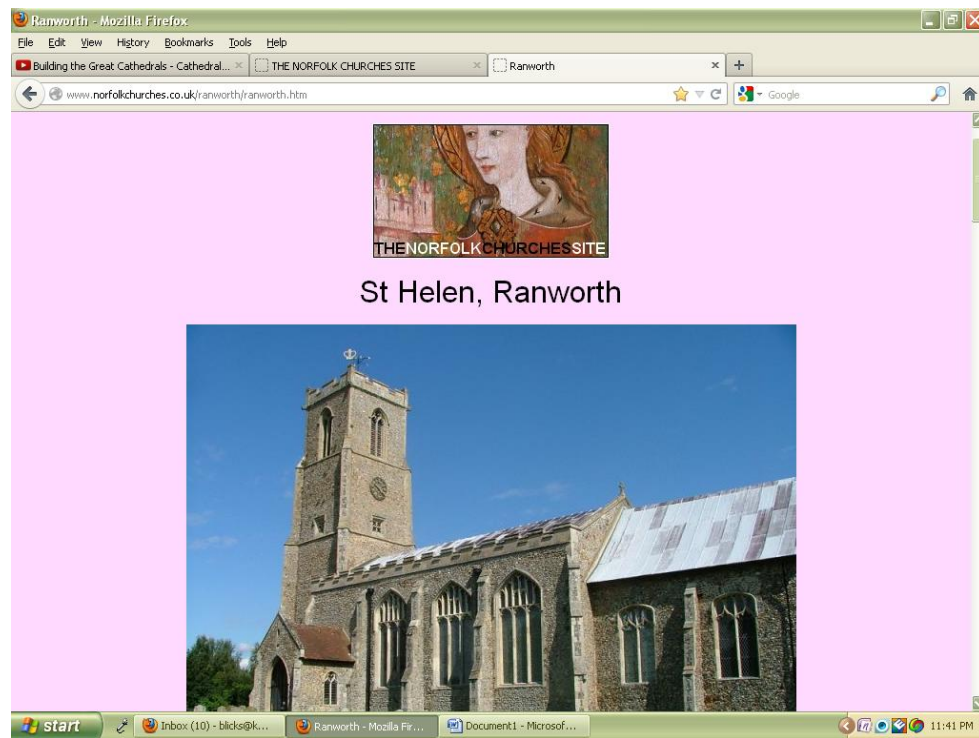 Ranworth - Mozilla Firefox
File Edit View History Bookmarks Tools Help
Building the Great Cathedrals - Cathedral...
THE NORFOLK CHURCHES SITE
Ranworth
www.norfolkchurches.co.uk/ranworth/ranworth.htm
Google
THENORFOLKCHURCHESSITE
St Helen, Ranworth
start
Inbox (10) - blicks@k...
Ranworth - Mozilla Fir...
Document1 - Microsof...
11:41 PM